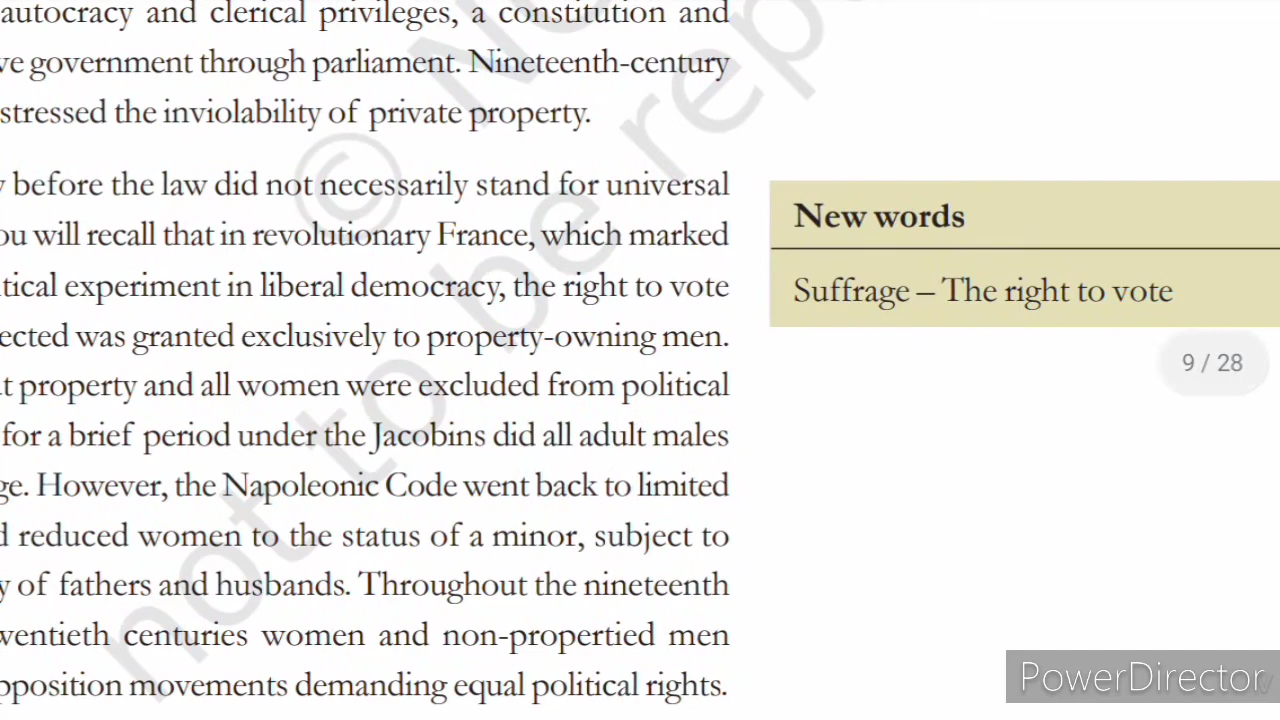 autocracy and clerical privileges, a constitution and
ve government through parliament. Nineteenth-century
stressed the inviolability of private property.
y before the law did not necessarily stand for universal
ou will recall that in revolutionary France, which marked
tical experiment in liberal democracy, the right to vote
ected was granted exclusively to property-owning men.
ut property and all women were excluded from political
for a brief period under the Jacobins did all adult males
ge. However, the Napoleonic Code went back to limited
d reduced women to the status of a minor, subject to
y of fathers and husbands. Throughout the nineteenth
wentieth centuries women and non-propertied men
pposition movements demanding equal political rights.
New words
Suffrage – The right to vote
9 / 28
© N
not to be rep
PowerDirector